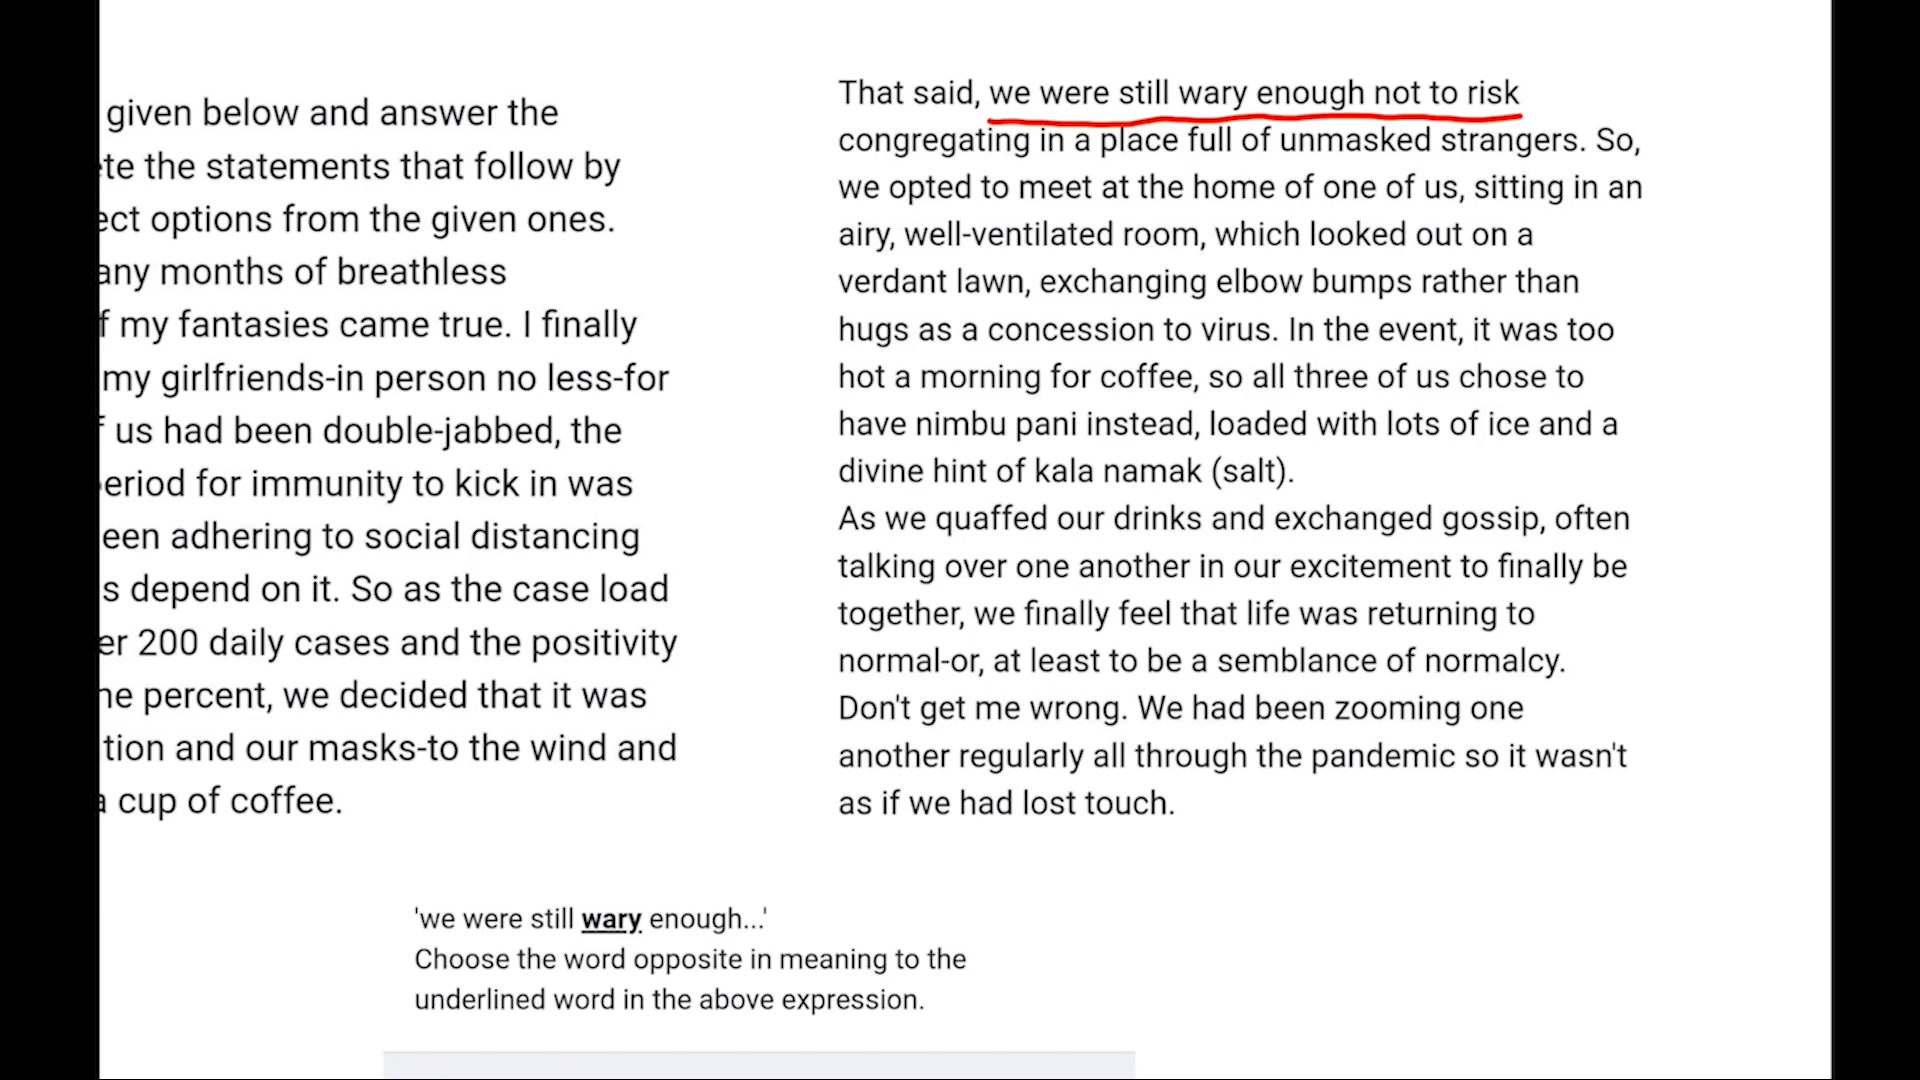 given below and answer the
the statements that follow by
options from the given ones.
months of breathless
my fantasies came true. I finally
my girlfriends-in person no less-for
us had been double-jabbed, the
for immunity to kick in was
adhering to social distancing
depend on it. So as the case load
200 daily cases and the positivity
percent, we decided that it was
and our masks-to the wind and
cup of coffee.
That said, we were still wary enough not to risk
congregating in a place full of unmasked strangers. So,
we opted to meet at the home of one of us, sitting in an
airy, well-ventilated room, which looked out on a
verdant lawn, exchanging elbow bumps rather than
hugs as a concession to virus. In the event, it was too
hot a morning for coffee, so all three of us chose to
have nimbu pani instead, loaded with lots of ice and a
divine hint of kala namak (salt).
As we quaffed our drinks and exchanged gossip, often
talking over one another in our excitement to finally be
together, we finally feel that life was returning to
normal-or, at least to be a semblance of normalcy.
Don't get me wrong. We had been zooming one
another regularly all through the pandemic so it wasn't
as if we had lost touch.
'we were still wary enough...'
Choose the word opposite in meaning to the
underlined word in the above expression.